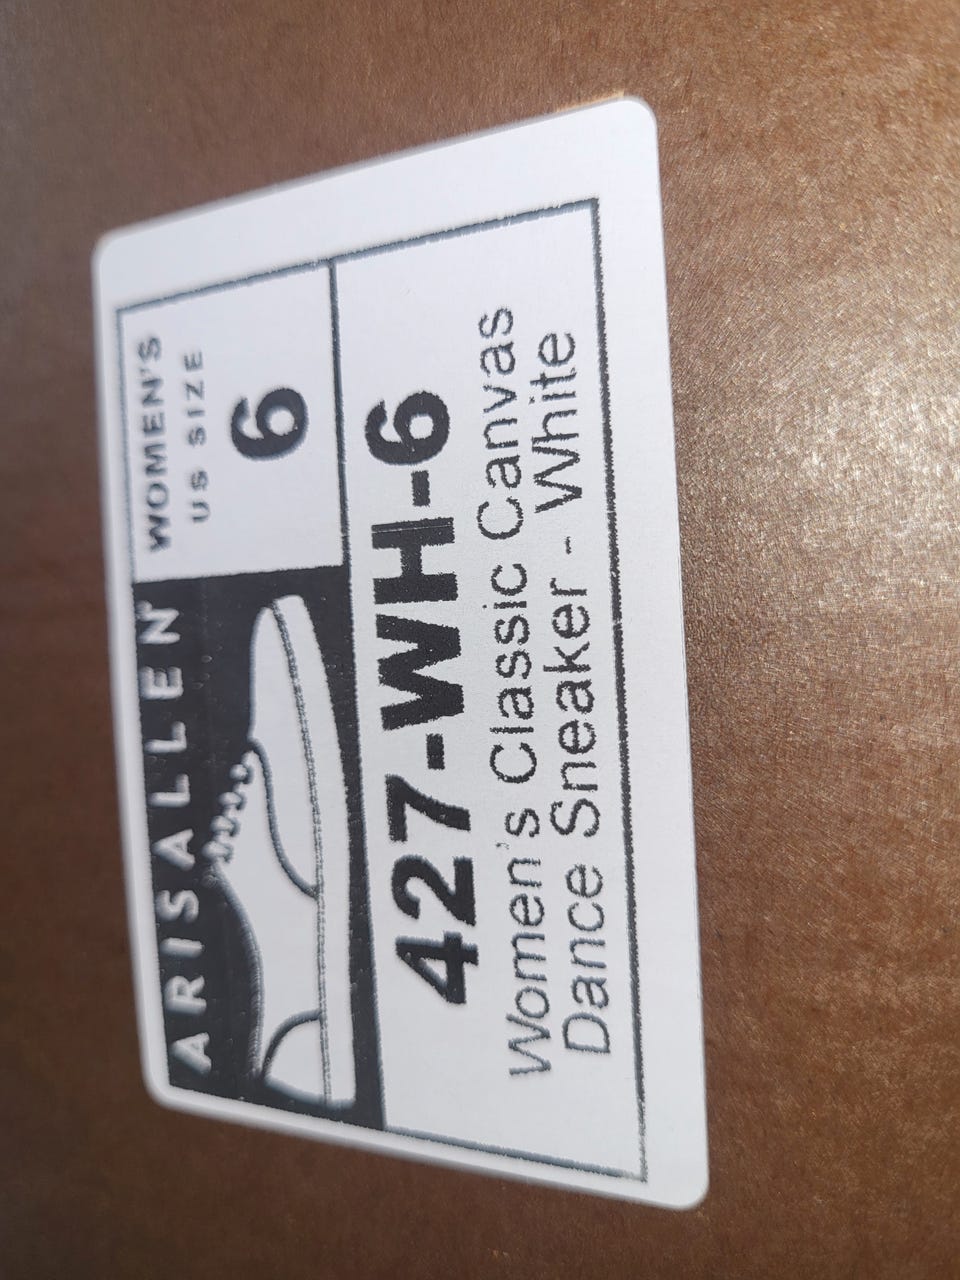 ARISALLEN
WOMEN'S
US SIZE
6
427-WH-6
Women's Classic Canvas
Dance Sneaker - White